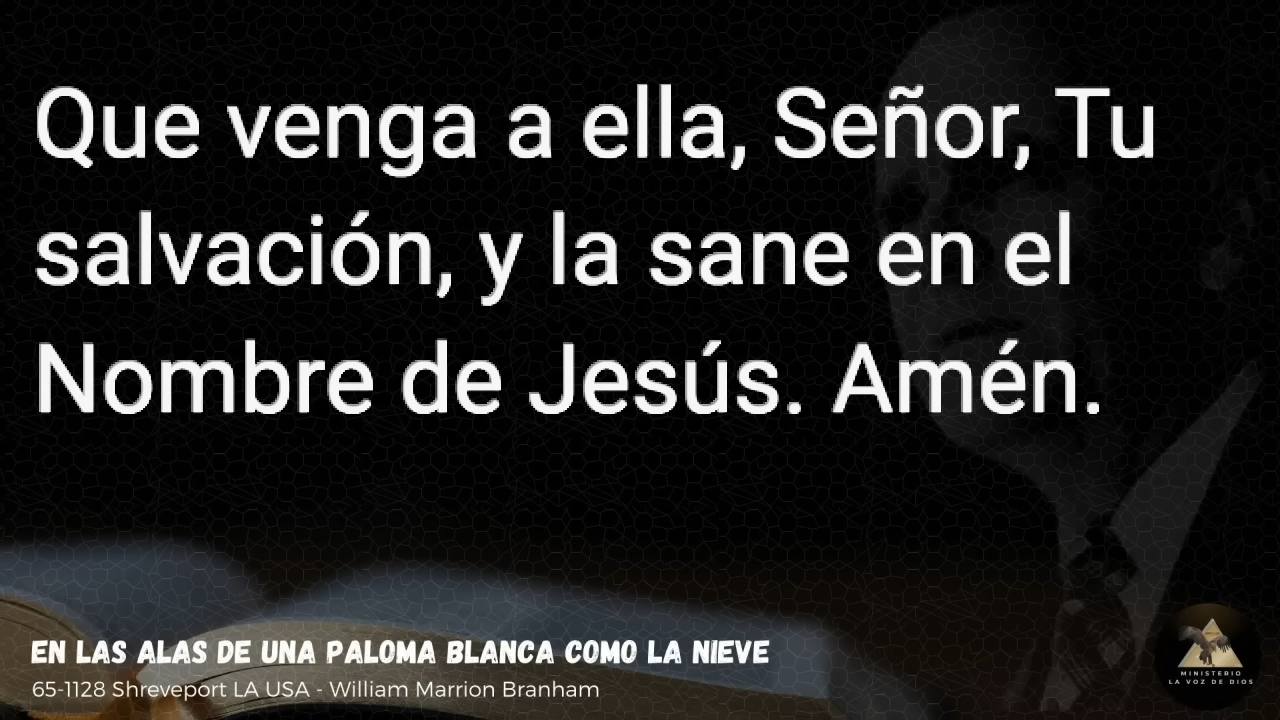 Que venga a ella, Señor, Tu
salvación, y la sane en el
Nombre de Jesús. Amén.
EN LAS ALAS DE UNA PALOMA BLANCA COMO LA NIEVE
65-1128 Shreveport LA USA - William Marrion Branham
MINISTERIO
LA VOZ DE DIOS